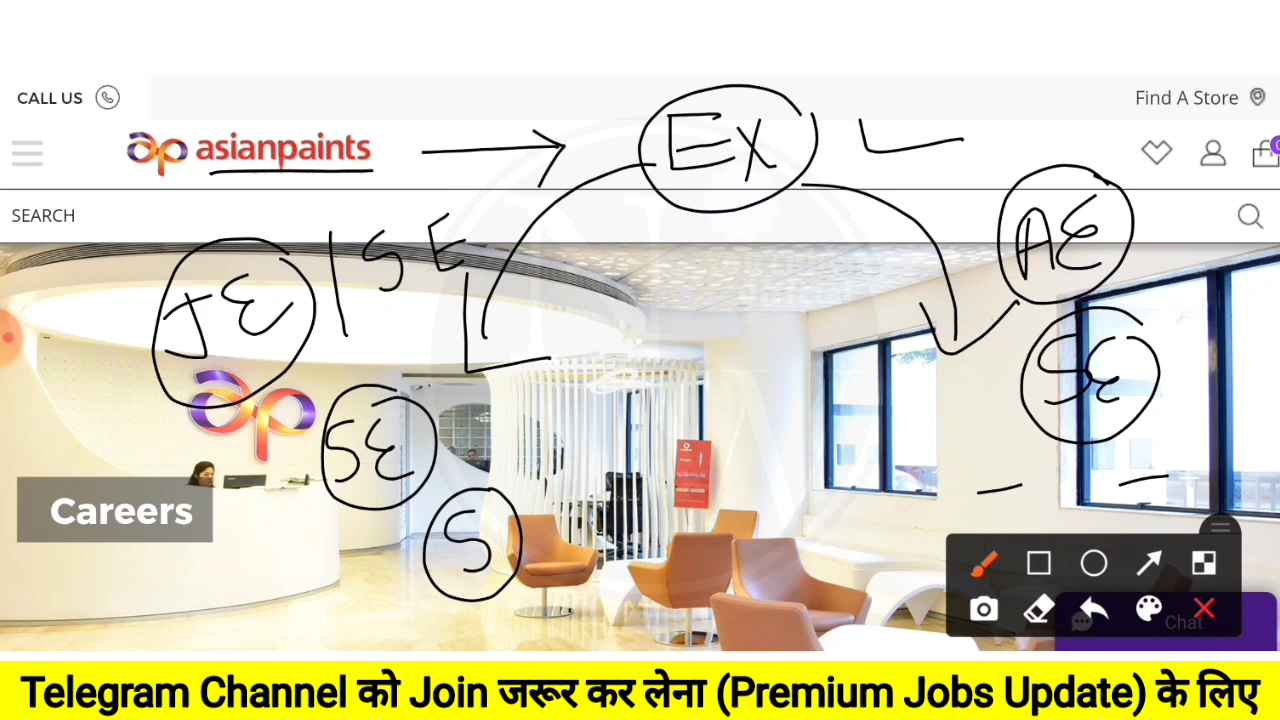 CALL US
Find A Store
asianpaints
EX
SEARCH
AE
JE
SE
SE
SE
S
Careers
Chat
Telegram Channel को Join जरूर कर लेना (Premium Jobs Update) के लिए